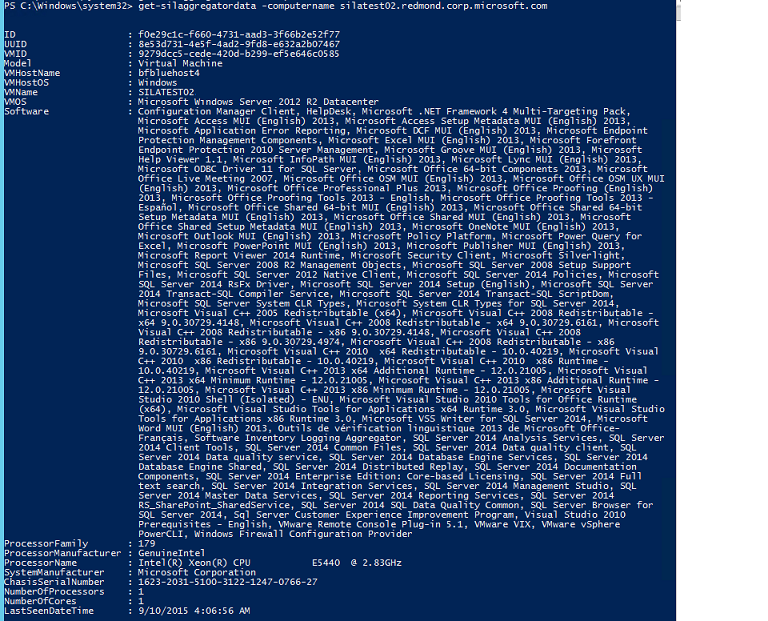 PS C:\Windows\system32> get-silaggregatordata -computername silatest02.redmond.corp.microsoft.com
ID : f0e29c1c-f660-4731-aad3-3f66b2e52f77
UUID : 8e53d731-4e5f-4ad2-9fd8-e632a2b07467
VMID : 9279dcc5-cede-420d-b299-ef5e646c0585
Model : Virtual Machine
VMHostName : bfbluehost4
VMHostOS : Windows
VMName : SILATEST02
VMOS : Microsoft Windows Server 2012 R2 Datacenter
Software : Configuration Manager Client, HelpDesk, Microsoft .NET Framework 4 Multi-Targeting Pack,
Microsoft Access MUI (English) 2013, Microsoft Access Setup Metadata MUI (English) 2013,
Microsoft Application Error Reporting, Microsoft DCF MUI (English) 2013, Microsoft Endpoint
Protection Management Components, Microsoft Excel MUI (English) 2013, Microsoft Forefront
Endpoint Protection 2010 Server Management, Microsoft Groove MUI (English) 2013, Microsoft
Help Viewer 1.1, Microsoft InfoPath MUI (English) 2013, Microsoft Lync MUI (English) 2013,
Microsoft ODBC Driver 11 for SQL Server, Microsoft Office 64-bit Components 2013, Microsoft
Office Live Meeting 2007, Microsoft Office OSM MUI (English) 2013, Microsoft Office OSM UX MUI
(English) 2013, Microsoft Office Professional Plus 2013, Microsoft Office Proofing (English)
2013, Microsoft Office Proofing Tools 2013 - English, Microsoft Office Proofing Tools 2013 -
Español, Microsoft Office Shared 64-bit MUI (English) 2013, Microsoft Office Shared 64-bit
Setup Metadata MUI (English) 2013, Microsoft Office Shared MUI (English) 2013, Microsoft
Office Shared Setup Metadata MUI (English) 2013, Microsoft OneNote MUI (English) 2013,
Microsoft Outlook MUI (English) 2013, Microsoft Policy Platform, Microsoft Power Query for
Excel, Microsoft PowerPoint MUI (English) 2013, Microsoft Publisher MUI (English) 2013,
Microsoft Report Viewer 2014 Runtime, Microsoft Security Client, Microsoft Silverlight,
Microsoft SQL Server 2008 R2 Management Objects, Microsoft SQL Server 2008 Setup Support
Files, Microsoft SQL Server 2012 Native Client, Microsoft SQL Server 2014 Policies, Microsoft
SQL Server 2014 RsFx Driver, Microsoft SQL Server 2014 Setup (English), Microsoft SQL Server
2014 Transact-SQL Compiler Service, Microsoft SQL Server 2014 Transact-SQL ScriptDom,
Microsoft SQL Server System CLR Types, Microsoft System CLR Types for SQL Server 2014,
Microsoft Visual C++ 2005 Redistributable (x64), Microsoft Visual C++ 2008 Redistributable -
x64 9.0.30729.4148, Microsoft Visual C++ 2008 Redistributable - x64 9.0.30729.6161, Microsoft
Visual C++ 2008 Redistributable - x86 9.0.30729.4148, Microsoft Visual C++ 2008
Redistributable - x86 9.0.30729.4974, Microsoft Visual C++ 2008 Redistributable - x86
9.0.30729.6161, Microsoft Visual C++ 2010  x64 Redistributable - 10.0.40219, Microsoft Visual
C++ 2010  x86 Redistributable - 10.0.40219, Microsoft Visual C++ 2010  x86 Runtime -
10.0.40219, Microsoft Visual C++ 2013 x64 Additional Runtime - 12.0.21005, Microsoft Visual
C++ 2013 x64 Minimum Runtime - 12.0.21005, Microsoft Visual C++ 2013 x86 Additional Runtime -
12.0.21005, Microsoft Visual C++ 2013 x86 Minimum Runtime - 12.0.21005, Microsoft Visual
Studio 2010 Shell (Isolated) - ENU, Microsoft Visual Studio 2010 Tools for Office Runtime
(x64), Microsoft Visual Studio Tools for Applications x64 Runtime 3.0, Microsoft Visual Studio
Tools for Applications x86 Runtime 3.0, Microsoft VSS Writer for SQL Server 2014, Microsoft
Word MUI (English) 2013, Outils de vérification linguistique 2013 de Microsoft Office-
Français, Software Inventory Logging Aggregator, SQL Server 2014 Analysis Services, SQL Server
2014 Client Tools, SQL Server 2014 Common Files, SQL Server 2014 Data quality client, SQL
Server 2014 Data quality service, SQL Server 2014 Database Engine Services, SQL Server 2014
Database Engine Shared, SQL Server 2014 Distributed Replay, SQL Server 2014 Documentation
Components, SQL Server 2014 Enterprise Edition: Core-based Licensing, SQL Server 2014 Full
text search, SQL Server 2014 Integration Services, SQL Server 2014 Management Studio, SQL
Server 2014 Master Data Services, SQL Server 2014 Reporting Services, SQL Server 2014
RS_SharePoint_SharedService, SQL Server 2014 SQL Data Quality Common, SQL Server Browser for
SQL Server 2014, Sql Server Customer Experience Improvement Program, Visual Studio 2010
Prerequisites - English, VMware Remote Console Plug-in 5.1, VMware VIX, VMware vSphere
PowerCLI, Windows Firewall Configuration Provider
ProcessorFamily : 179
ProcessorManufacturer : GenuineIntel
ProcessorName : Intel(R) Xeon(R) CPU E5440 @ 2.83GHz
SystemManufacturer : Microsoft Corporation
ChasisSerialNumber : 1623-2031-5100-3122-1247-0766-27
NumberOfProcessors : 1
NumberOfCores : 1
LastSeenDateTime : 9/10/2015 4:06:56 AM